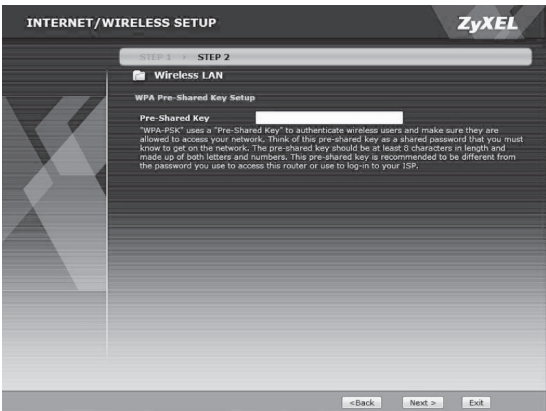 INTERNET/WIRELESS SETUP
ZyXEL
STEP 1 › STEP 2
Wireless LAN
WPA Pre-Shared Key Setup
Pre-Shared Key
"WPA-PSK" uses a "Pre-Shared Key" to authenticate wireless users and make sure they are
allowed to access your network. Think of this pre-shared key as a shared password that you must
know to get on the network. The pre-shared key should be at least 8 characters in length and
made up of both letters and numbers. This pre-shared key is recommended to be different from
the password you use to access this router or use to log-in to your ISP.
<Back Next > Exit